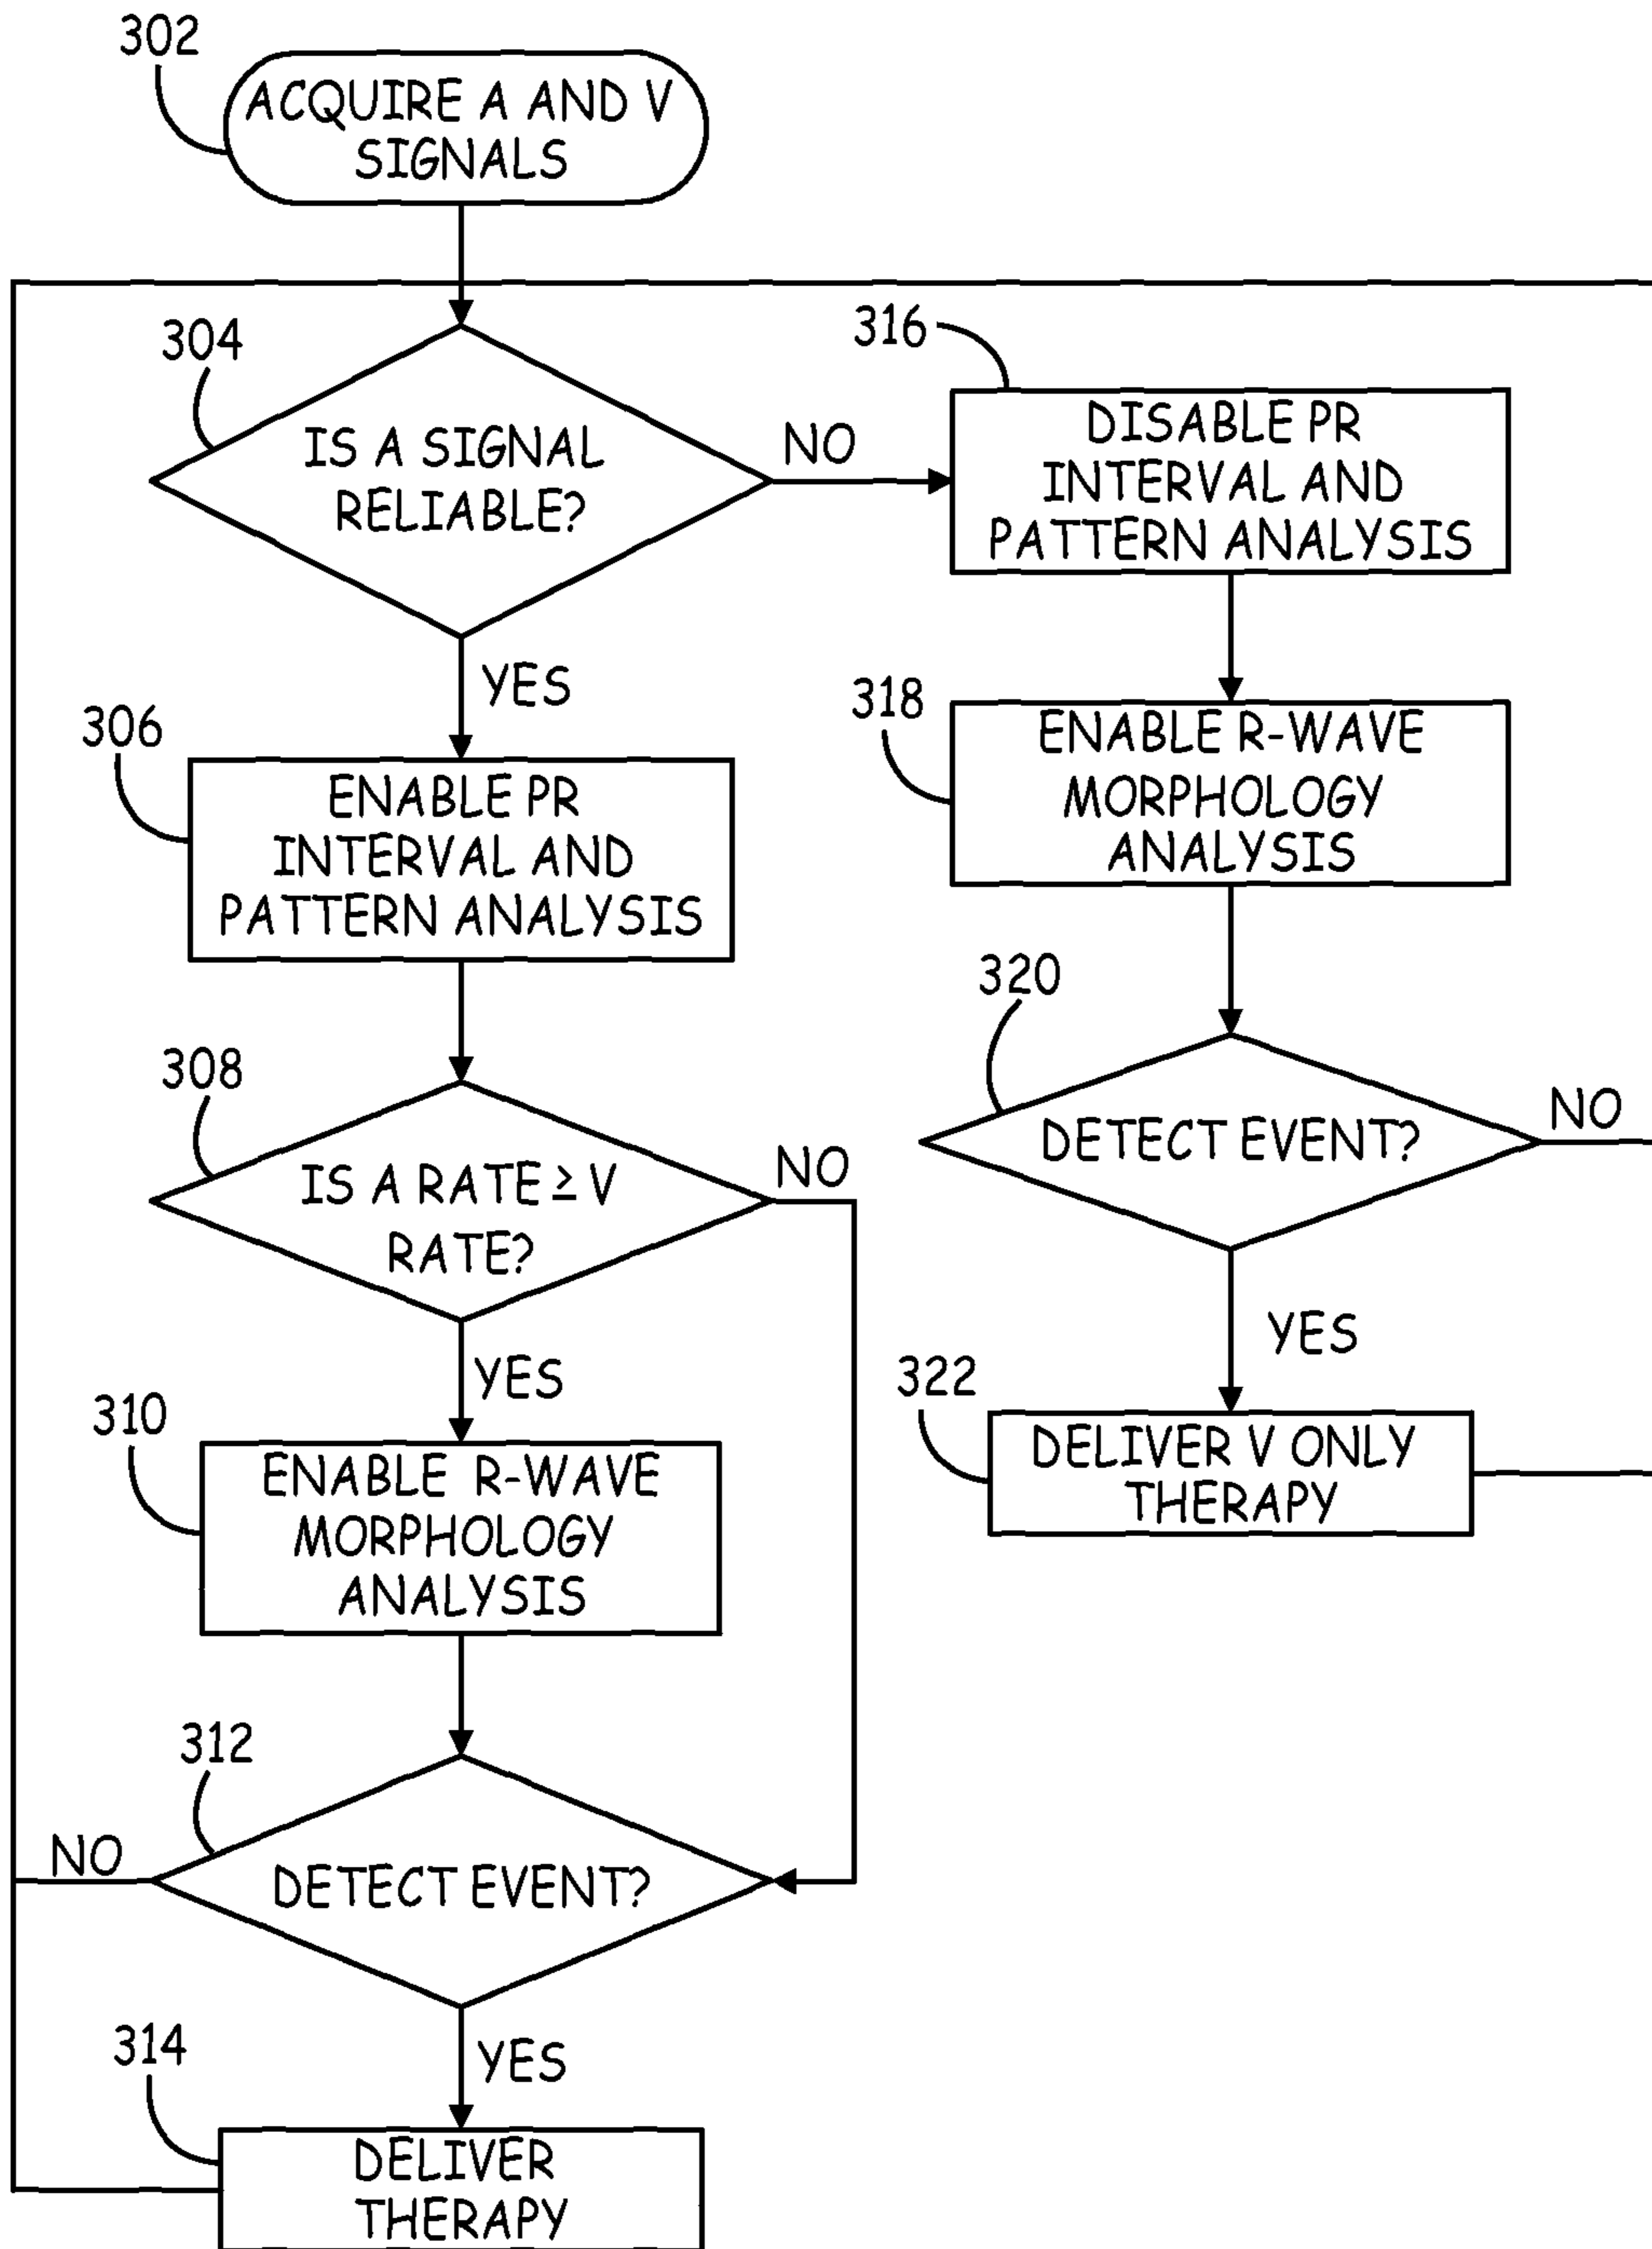 302
ACQUIRE A AND V
SIGNALS
304
IS A SIGNAL
RELIABLE?
NO
YES
316
DISABLE PR
INTERVAL AND
PATTERN ANALYSIS
306
ENABLE PR
INTERVAL AND
PATTERN ANALYSIS
318
ENABLE R-WAVE
MORPHOLOGY
ANALYSIS
308
IS A RATE ≥ V
RATE?
NO
YES
320
DETECT EVENT?
NO
YES
310
ENABLE R-WAVE
MORPHOLOGY
ANALYSIS
322
DELIVER V ONLY
THERAPY
312
DETECT EVENT?
NO
YES
314
DELIVER
THERAPY